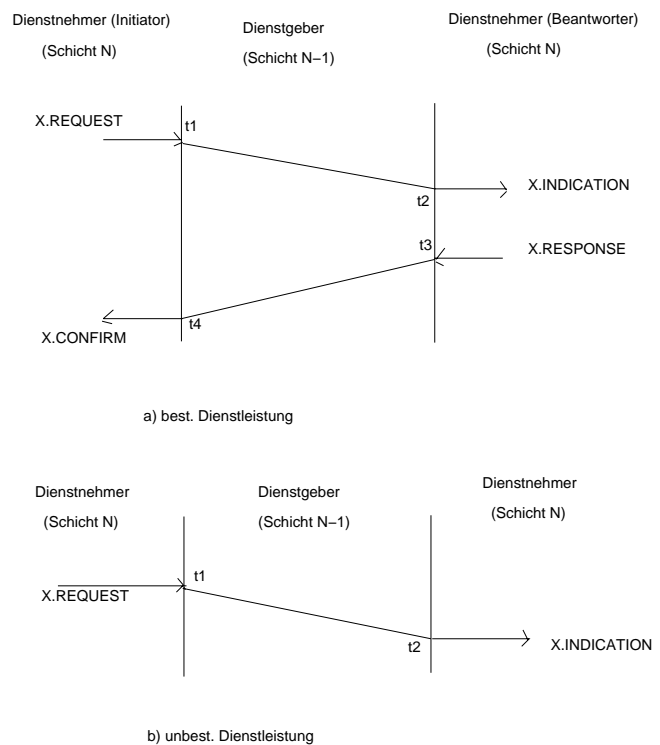 Dienstnehmer (Initiator)
(Schicht N)
Dienstgeber
(Schicht N−1)
Dienstnehmer (Beantworter)
(Schicht N)
X.REQUEST
t1
t2
X.INDICATION
t3
X.RESPONSE
t4
X.CONFIRM
a) best. Dienstleistung
Dienstnehmer
(Schicht N)
Dienstgeber
(Schicht N−1)
Dienstnehmer
(Schicht N)
t1
X.REQUEST
t2
X.INDICATION
b) unbest. Dienstleistung